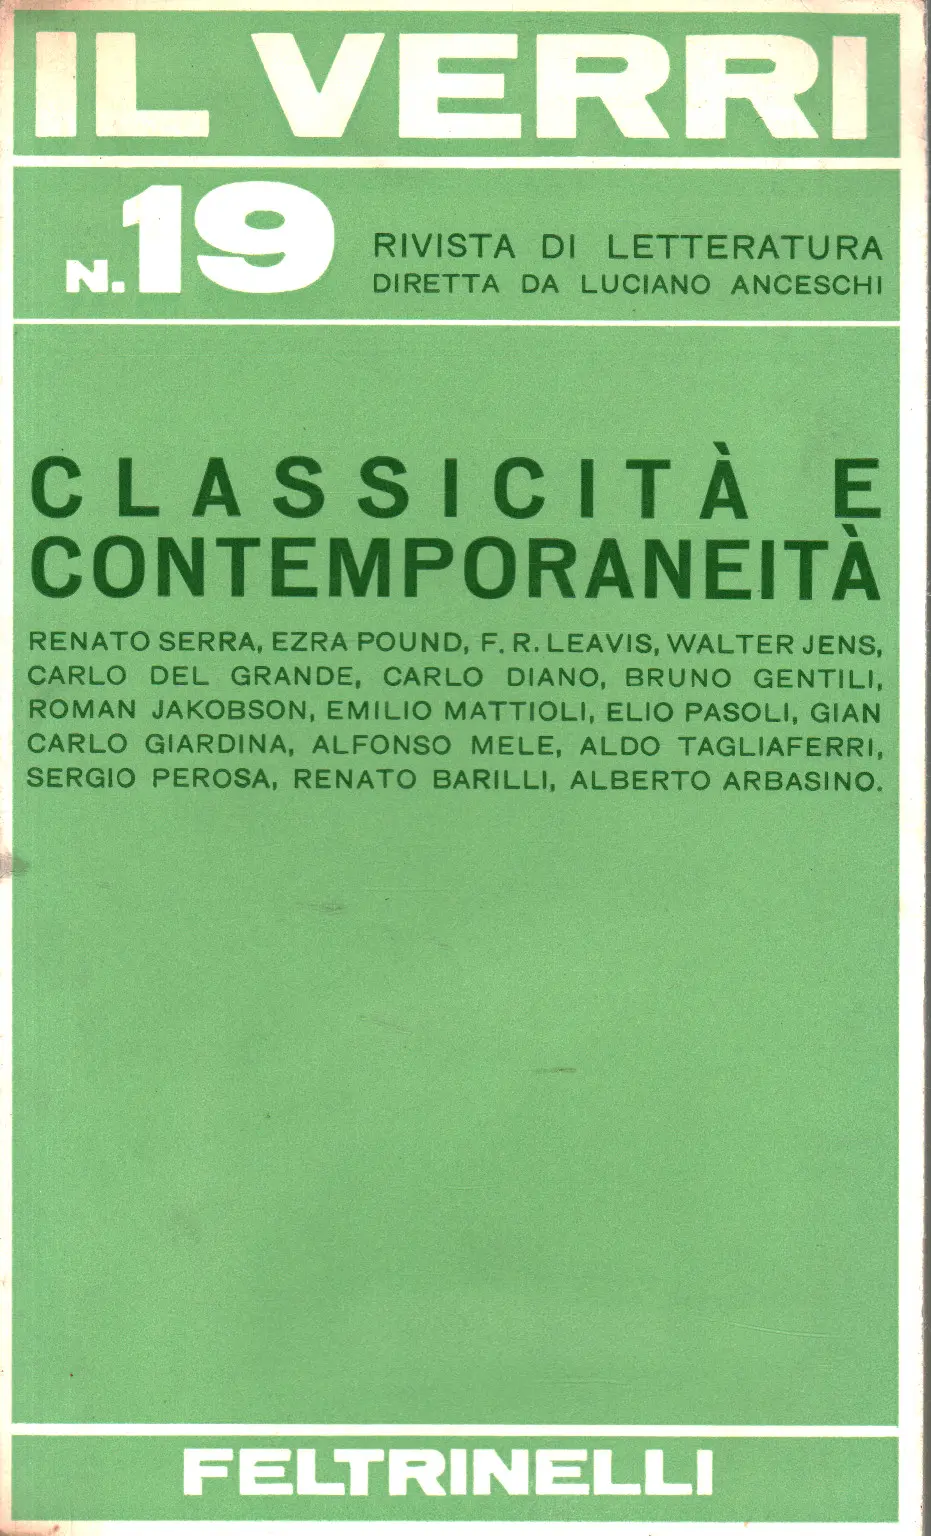 IL VERRI
N.19
RIVISTA DI LETTERATURA
DIRETTA DA LUCIANO ANCESCHI
CLASSICITÀ E
CONTEMPORANEITÀ
RENATO SERRA, EZRA POUND, F. R. LEAVIS, WALTER JENS,
CARLO DEL GRANDE, CARLO DIANO, BRUNO GENTILI,
ROMAN JAKOBSON, EMILIO MATTIOLI, ELIO PASOLI, GIAN
CARLO GIARDINA, ALFONSO MELE, ALDO TAGLIAFERRI,
SERGIO PEROSA, RENATO BARILLI, ALBERTO ARBASINO.
FELTRINELLI